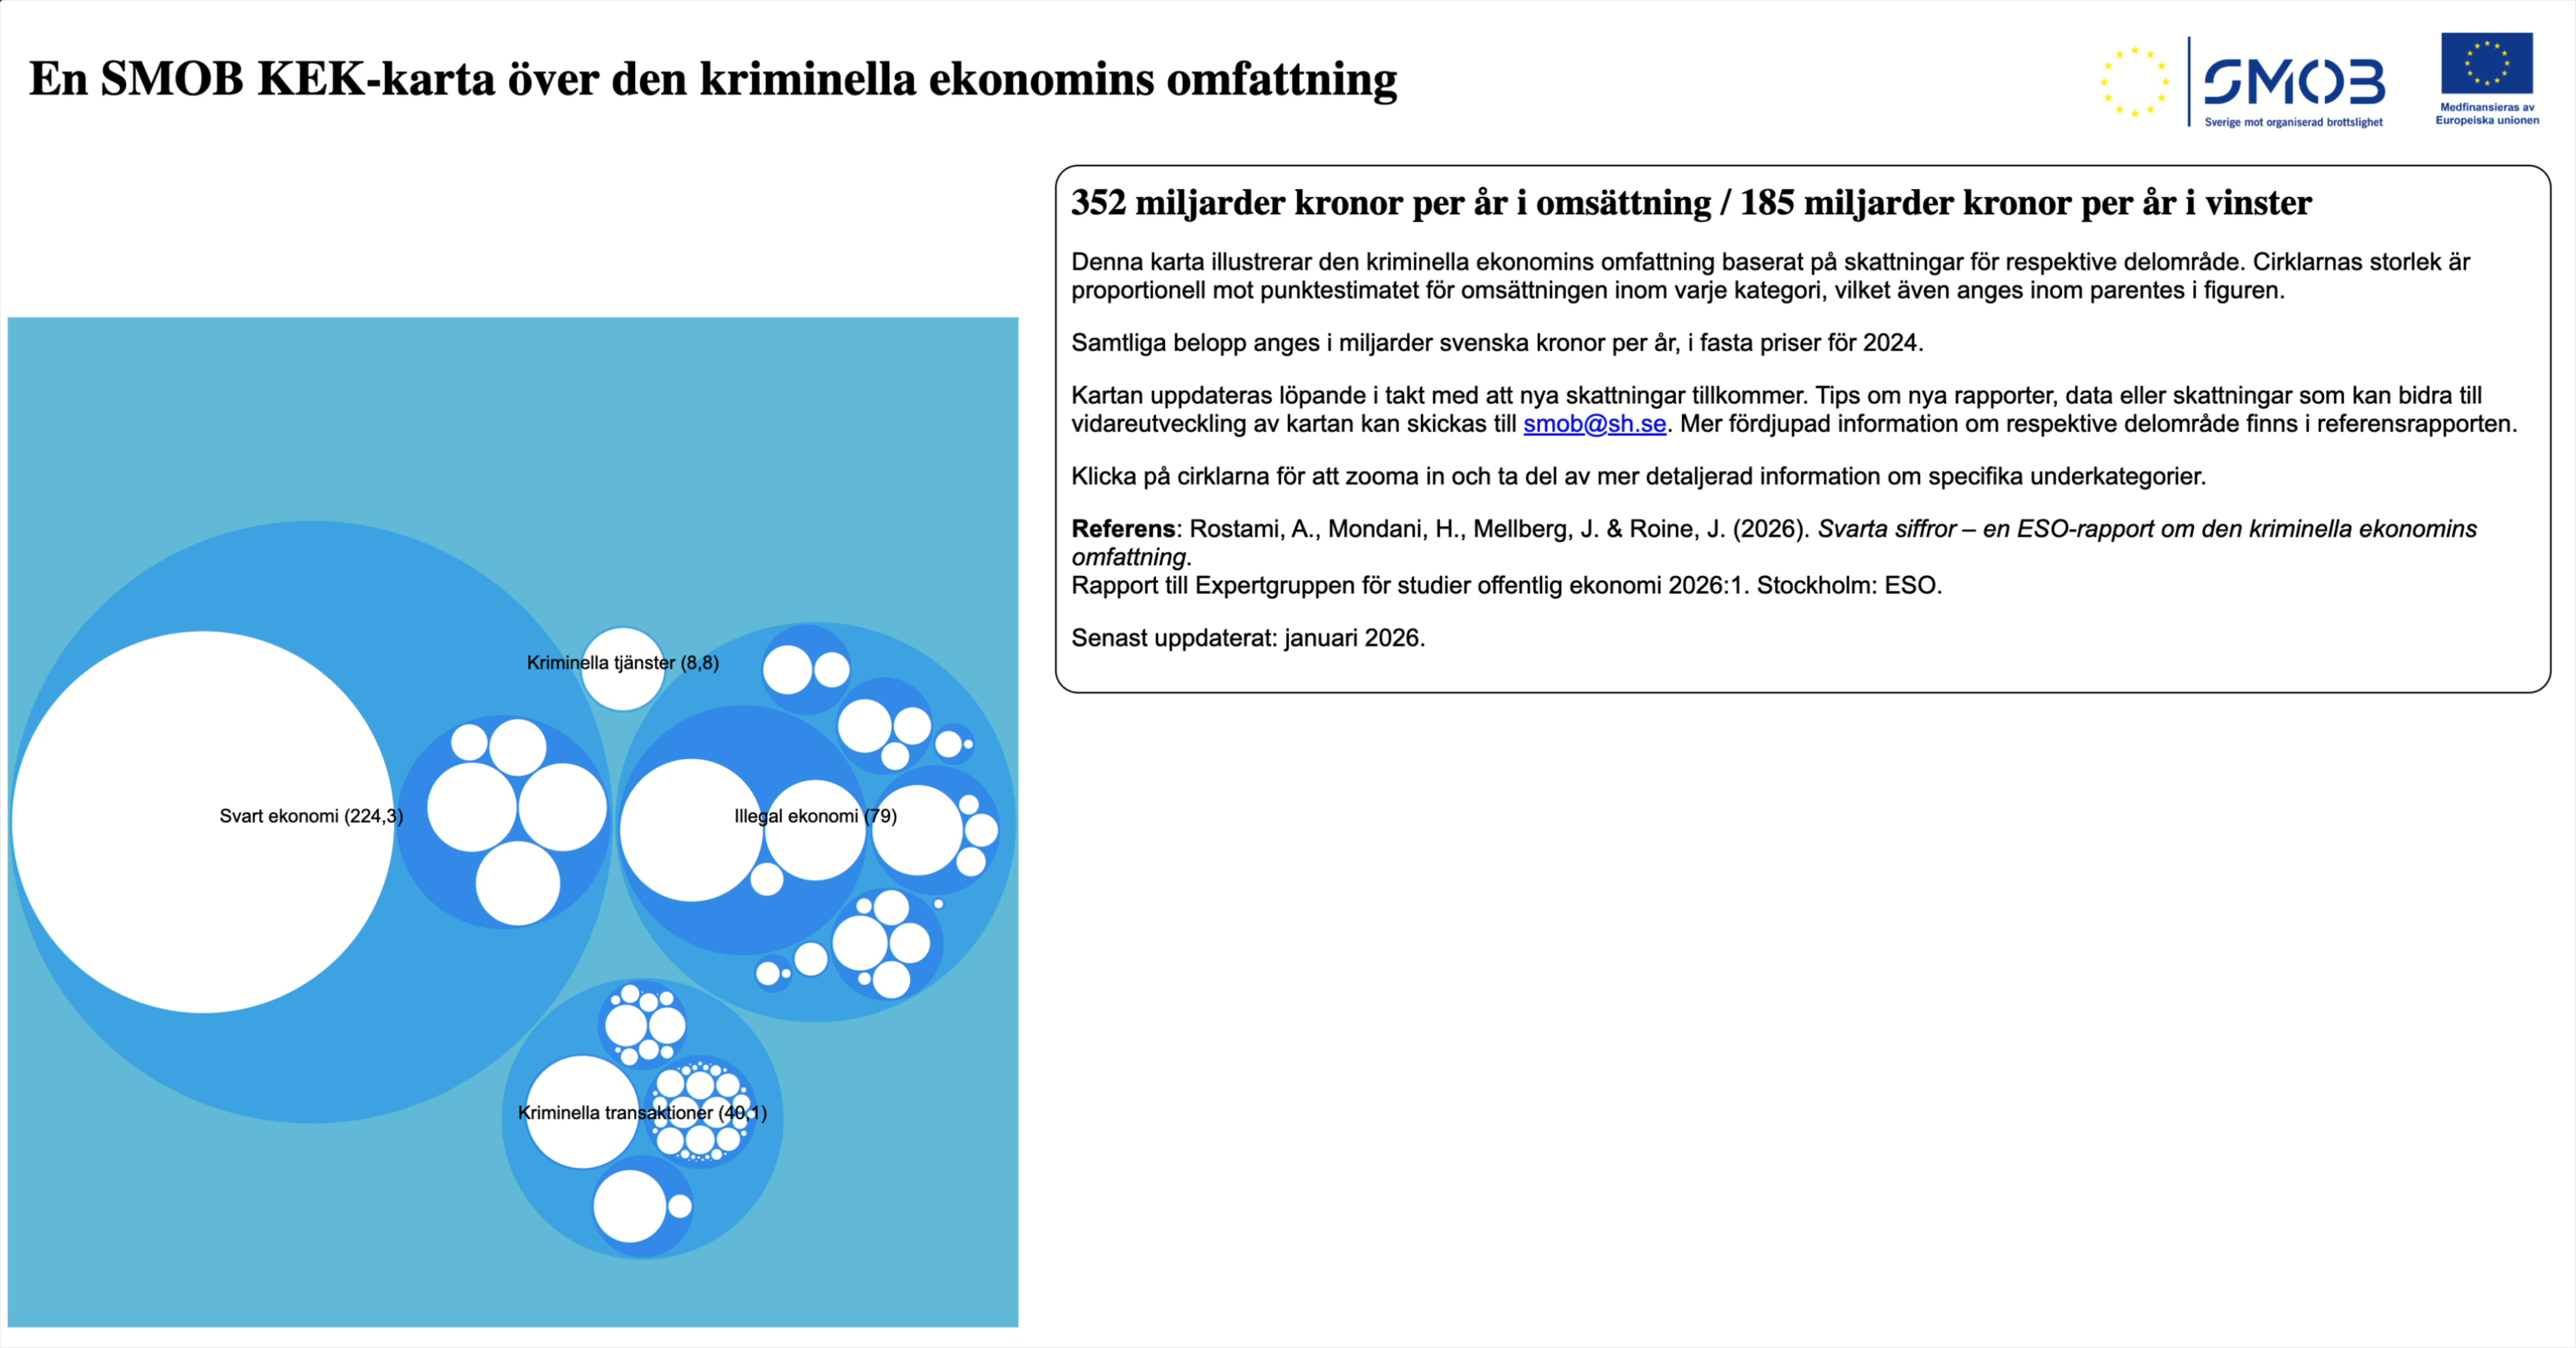 En SMOB KEK-karta över den kriminella ekonomins omfattning
SMOB
Sverige mot organiserad brottslighet
Medfinansieras av
Europeiska unionen
352 miljarder kronor per år i omsättning / 185 miljarder kronor per år i vinster
Denna karta illustrerar den kriminella ekonomins omfattning baserat på skattningar för respektive delområde. Cirklarnas storlek är
proportionell mot punktestimatet för omsättningen inom varje kategori, vilket även anges inom parentes i figuren.
Samtliga belopp anges i miljarder svenska kronor per år, i fasta priser för 2024.
Kartan uppdateras löpande i takt med att nya skattningar tillkommer. Tips om nya rapporter, data eller skattningar som kan bidra till
vidareutveckling av kartan kan skickas till smob@sh.se. Mer fördjupad information om respektive delområde finns i referensrapporten.
Klicka på cirklarna för att zooma in och ta del av mer detaljerad information om specifika underkategorier.
Referens: Rostami, A., Mondani, H., Mellberg, J. & Roine, J. (2026). Svarta siffror – en ESO-rapport om den kriminella ekonomins
omfattning.
Rapport till Expertgruppen för studier offentlig ekonomi 2026:1. Stockholm: ESO.
Senast uppdaterat: januari 2026.
Kriminella tjänster (8,8)
Svart ekonomi (224,3)
Illegal ekonomi (79)
Kriminella transaktioner (40,1)